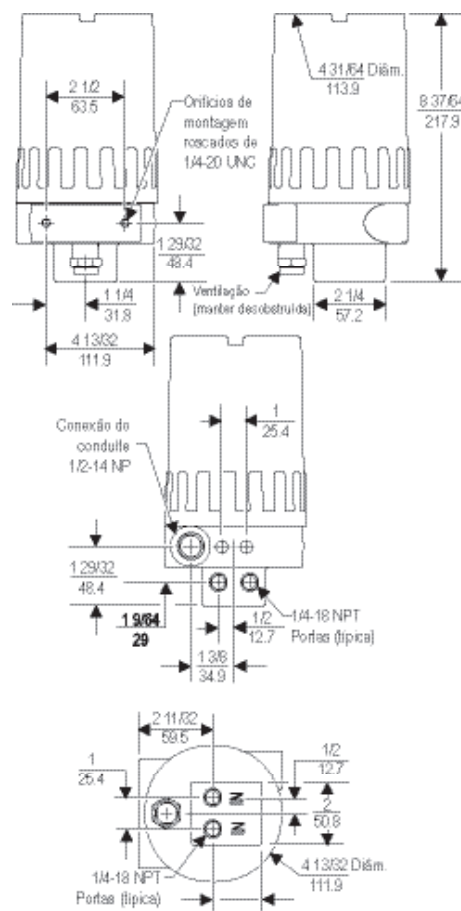 4 31/64 Diâm.
113.9
2 1/2
63.5
Orifícios de
montagem
roscados de
1/4-20 UNC
8 37/64
217.9
1 29/32
48.4
1 1/4
31.8
Ventilação
(manter desobstruída)
2 1/4
57.2
4 13/32
111.9
Conexão do
conduíte
1/2-14 NP
1
25.4
1 29/32
48.4
1 9/64
29
1/2
12.7
1/4-18 NPT
Portas (típica)
1 3/8
34.9
2 11/32
59.5
1
25.4
1/2
12.7
2
50.8
1/4-18 NPT
Portas (típica)
4 13/32 Diâm.
111.9